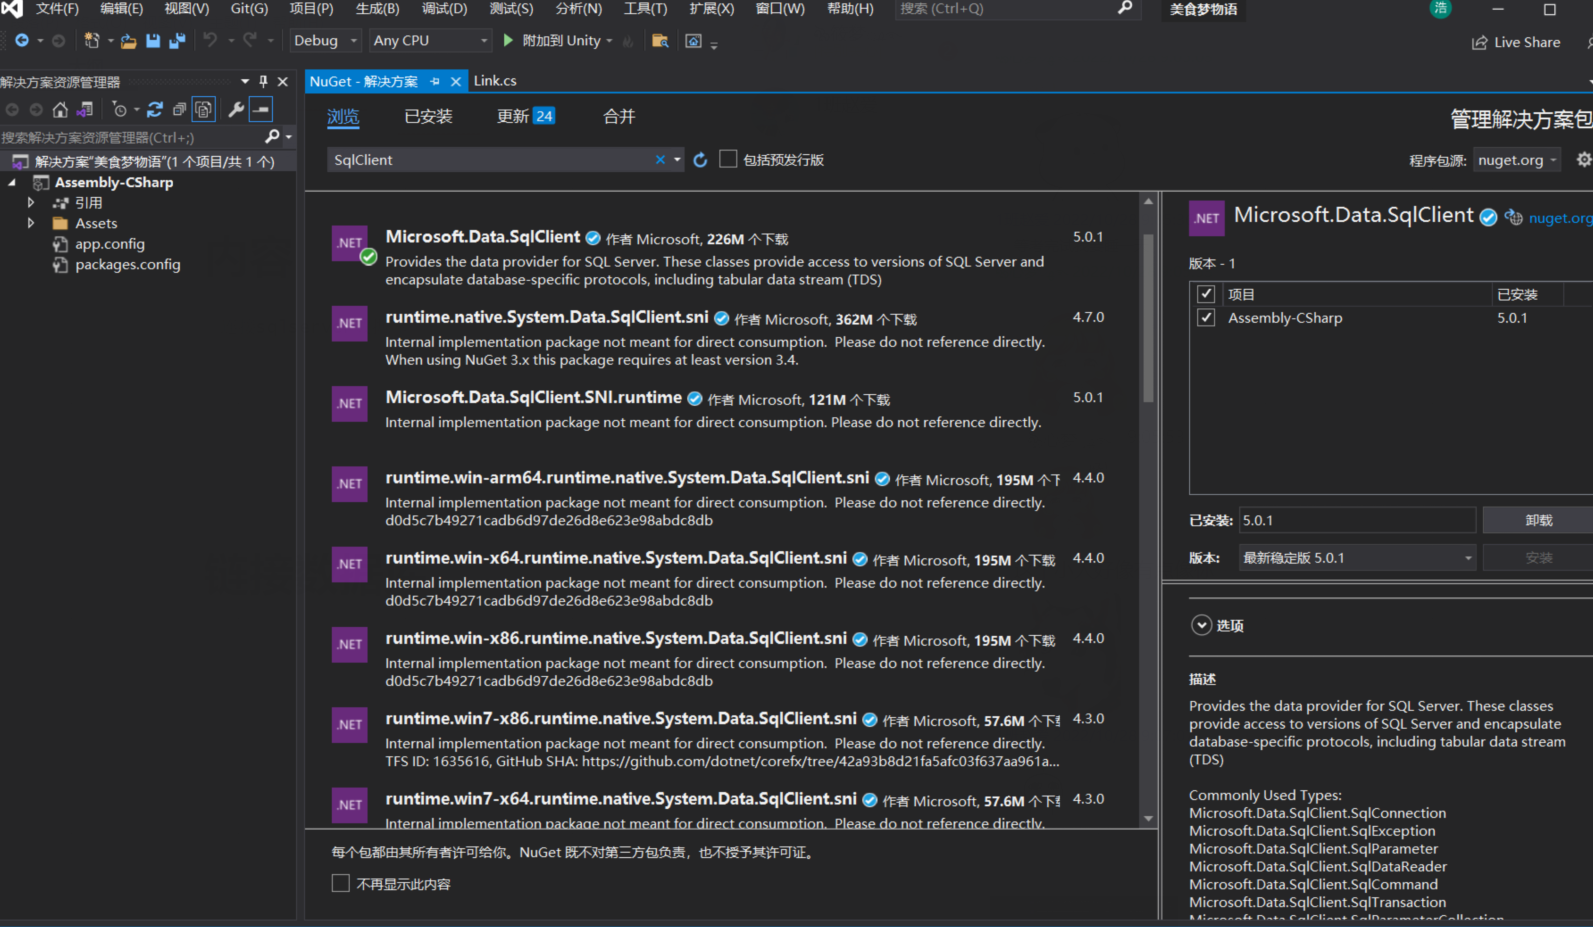 文件(F) 编辑(E) 视图(V) Git(G) 项目(P) 生成(B) 调试(D) 测试(S) 分析(N) 工具(T) 扩展(X) 窗口(W) 帮助(H) 搜索 (Ctrl+Q) 美食梦物语 浩
Debug Any CPU 附加到 Unity Live Share
解决方案资源管理器
搜索解决方案资源管理器(Ctrl+;)
解决方案"美食梦物语"(1 个项目/共 1 个)
Assembly-CSharp
引用
Assets
app.config
packages.config
NuGet - 解决方案 Link.cs
浏览 已安装 更新 24 合并
管理解决方案包
SqlClient 包括预发行版
程序包源: nuget.org
.NET Microsoft.Data.SqlClient 作者 Microsoft, 226M 个下载 5.0.1
Provides the data provider for SQL Server. These classes provide access to versions of SQL Server and
encapsulate database-specific protocols, including tabular data stream (TDS)
.NET runtime.native.System.Data.SqlClient.sni 作者 Microsoft, 362M 个下载 4.7.0
Internal implementation package not meant for direct consumption. Please do not reference directly.
When using NuGet 3.x this package requires at least version 3.4.
.NET Microsoft.Data.SqlClient.SNI.runtime 作者 Microsoft, 121M 个下载 5.0.1
Internal implementation package not meant for direct consumption. Please do not reference directly.
.NET runtime.win-arm64.runtime.native.System.Data.SqlClient.sni 作者 Microsoft, 195M 个下 4.4.0
Internal implementation package not meant for direct consumption. Please do not reference directly.
d0d5c7b49271cadb6d97de26d8e623e98abdc8db
.NET runtime.win-x64.runtime.native.System.Data.SqlClient.sni 作者 Microsoft, 195M 个下载 4.4.0
Internal implementation package not meant for direct consumption. Please do not reference directly.
d0d5c7b49271cadb6d97de26d8e623e98abdc8db
.NET runtime.win-x86.runtime.native.System.Data.SqlClient.sni 作者 Microsoft, 195M 个下载 4.4.0
Internal implementation package not meant for direct consumption. Please do not reference directly.
d0d5c7b49271cadb6d97de26d8e623e98abdc8db
.NET runtime.win7-x86.runtime.native.System.Data.SqlClient.sni 作者 Microsoft, 57.6M 个下 4.3.0
Internal implementation package not meant for direct consumption. Please do not reference directly.
TFS ID: 1635616, GitHub SHA: https://github.com/dotnet/corefx/tree/42a93b8d21fa5afc03f637aa961a...
.NET runtime.win7-x64.runtime.native.System.Data.SqlClient.sni 作者 Microsoft, 57.6M 个下 4.3.0
Internal implementation package not meant for direct consumption. Please do not reference directly.
每个包都由其所有者许可给你。NuGet 既不对第三方包负责，也不授予其许可证。
不再显示此内容
.NET Microsoft.Data.SqlClient nuget.org
版本 - 1
项目 已安装
Assembly-CSharp 5.0.1
已安装: 5.0.1 卸载
版本: 最新稳定版 5.0.1 安装
选项
描述
Provides the data provider for SQL Server. These classes
provide access to versions of SQL Server and encapsulate
database-specific protocols, including tabular data stream
(TDS)
Commonly Used Types:
Microsoft.Data.SqlClient.SqlConnection
Microsoft.Data.SqlClient.SqlException
Microsoft.Data.SqlClient.SqlParameter
Microsoft.Data.SqlClient.SqlDataReader
Microsoft.Data.SqlClient.SqlCommand
Microsoft.Data.SqlClient.SqlTransaction
Microsoft.Data.SqlClient.SqlParameterCollection